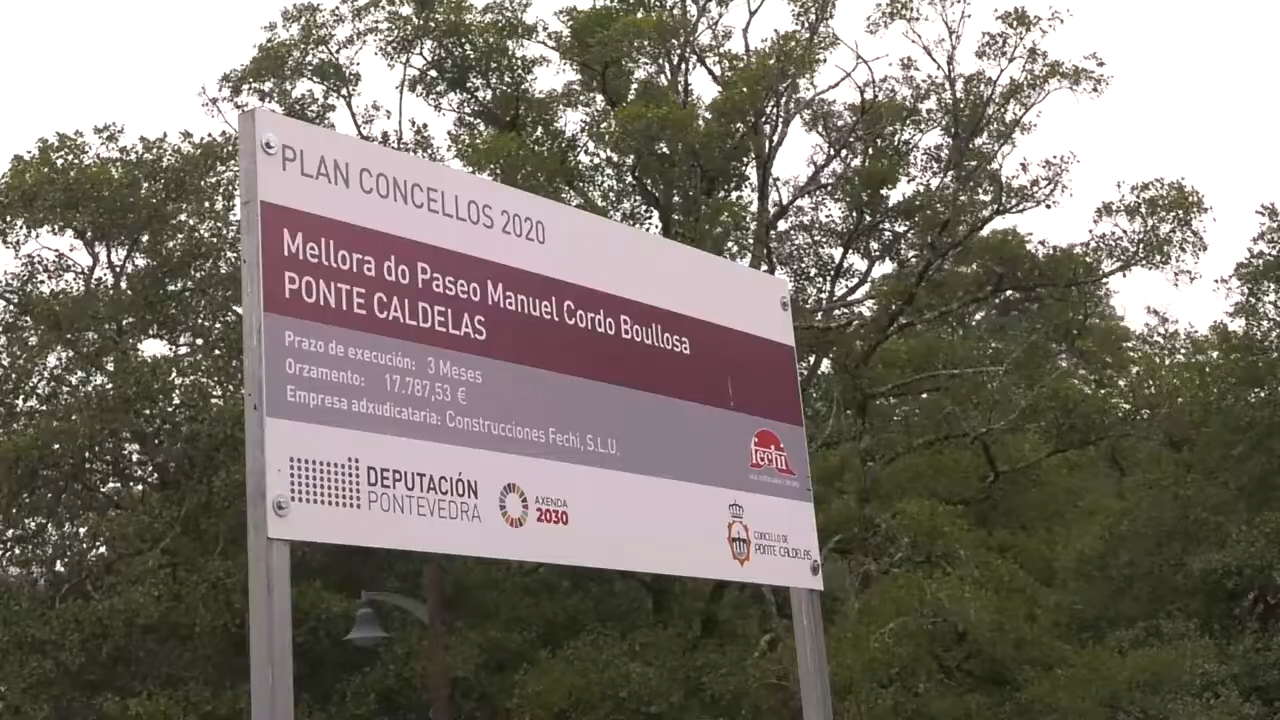 PLAN CONCELLOS 2020
Mellora do Paseo Manuel Cordo Boullosa
PONTE CALDELAS
Prazo de execución: 3 Meses
Orzamento: 17.787,53 €
Empresa adxudicataria: Construcciones Fechi, S.L.U.
fechi
DEPUTACIÓN
PONTEVEDRA
AXENDA
2030
CONCELLO DE
PONTE CALDELAS